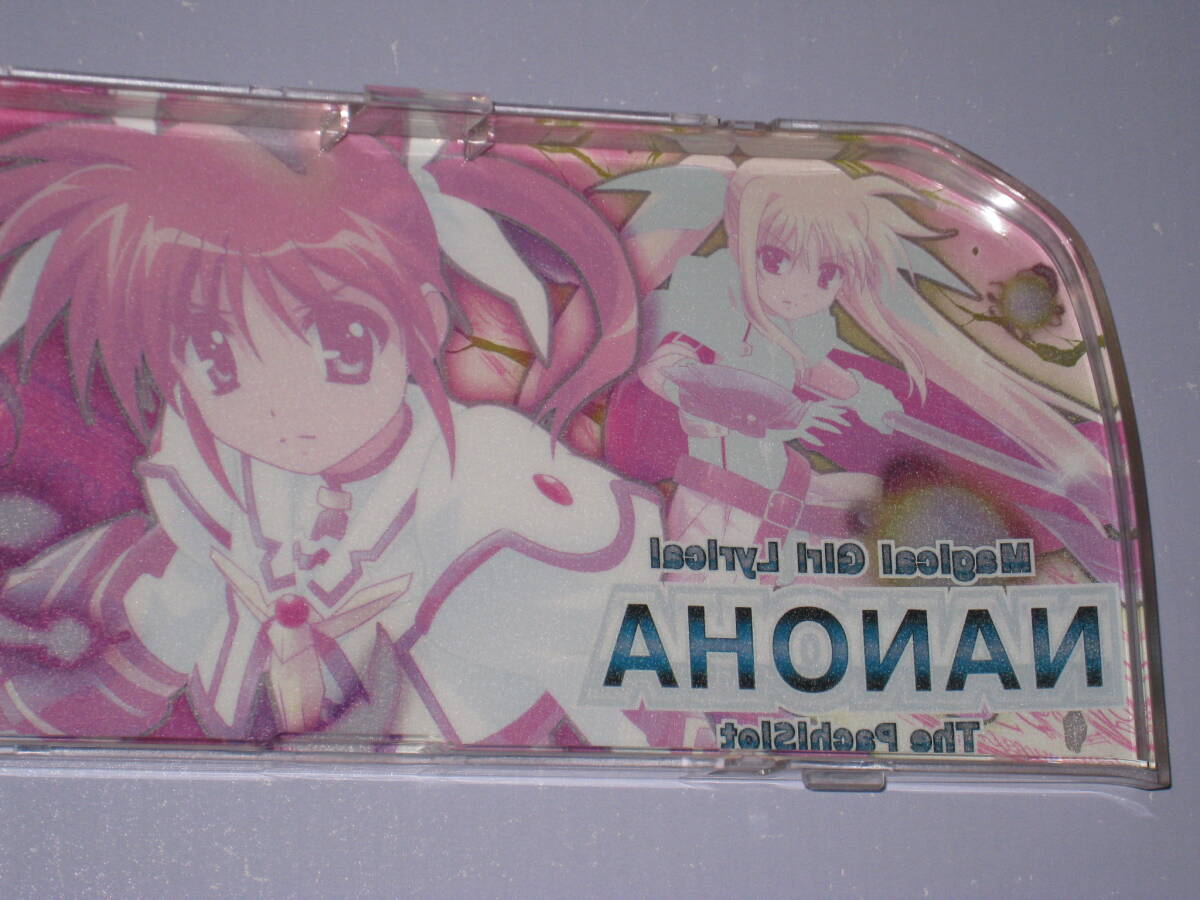 Magical Girl Lyrical
NANOHA
The PachiSlot